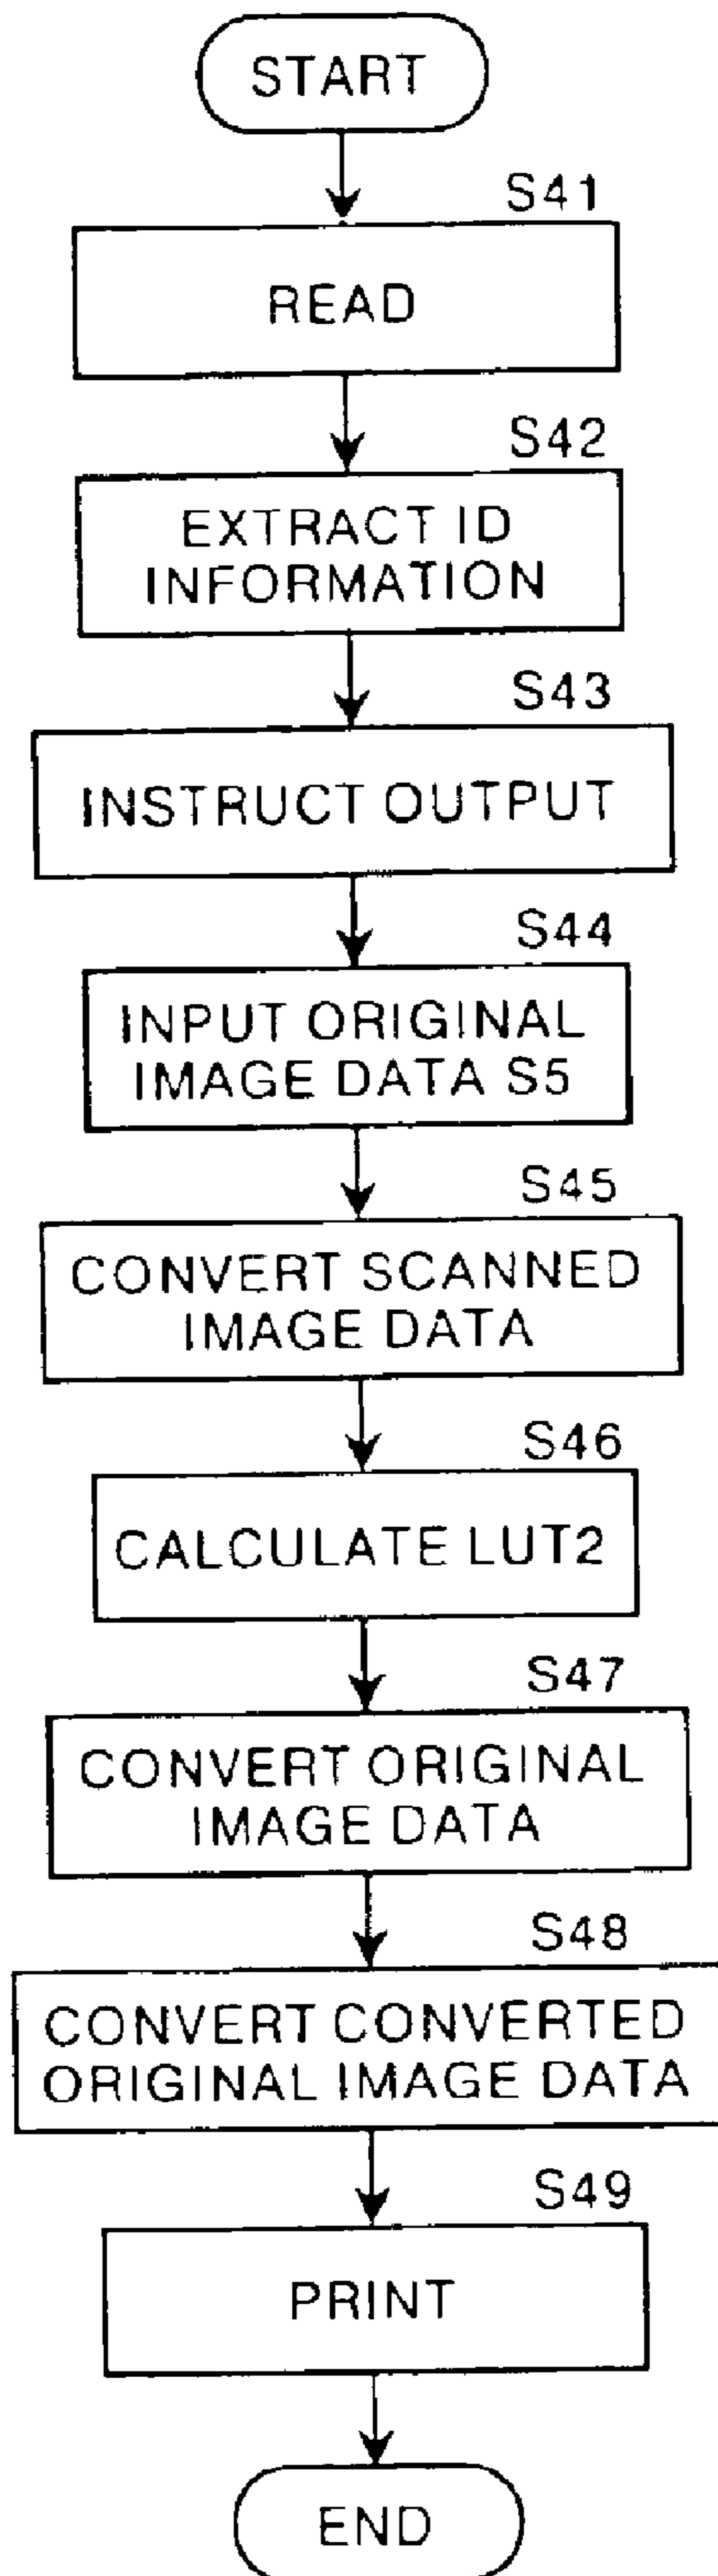 START
S41
READ
S42
EXTRACT ID
INFORMATION
S43
INSTRUCT OUTPUT
S44
INPUT ORIGINAL
IMAGE DATA S5
S45
CONVERT SCANNED
IMAGE DATA
S46
CALCULATE LUT2
S47
CONVERT ORIGINAL
IMAGE DATA
S48
CONVERT CONVERTED
ORIGINAL IMAGE DATA
S49
PRINT
END